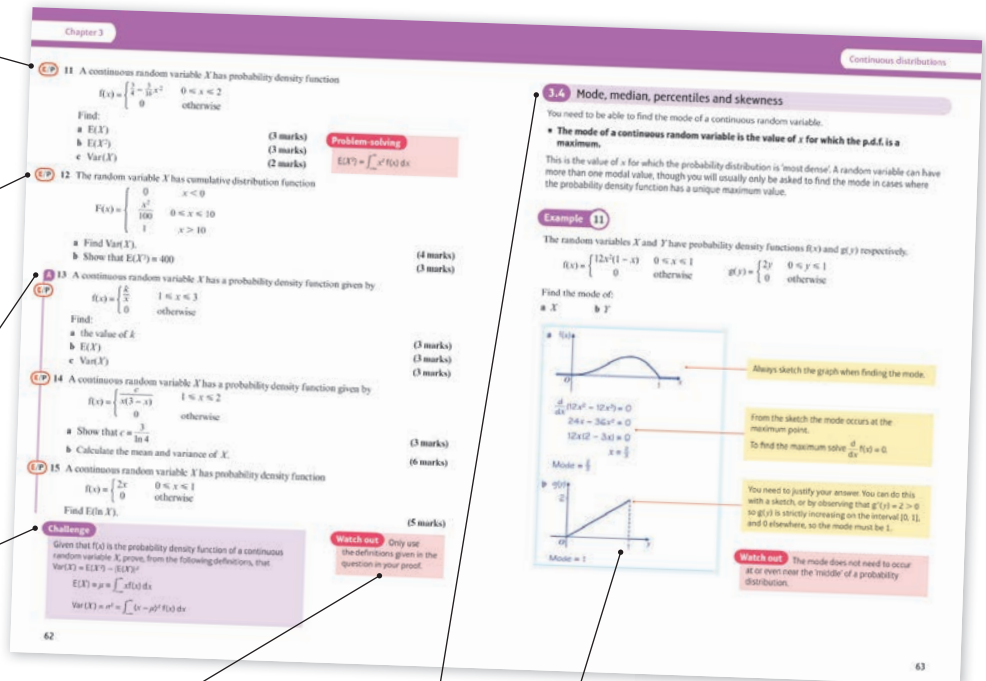 Chapter 3
E/P 11 A continuous random variable X has probability density function
f(x) = { 3/4 − 3/16 x² 0 ⩽ x ⩽ 2
0 otherwise
Find:
a E(X) (3 marks)
b E(X²) (3 marks)
c Var(X) (2 marks)
Problem-solving
E(X²) = ∫ x² f(x) dx
E/P 12 The random variable X has cumulative distribution function
F(x) = { 0 x < 0
x²/100 0 ⩽ x ⩽ 10
1 x > 10
a Find Var(X). (4 marks)
b Show that E(X²) = 400 (3 marks)
A 13 A continuous random variable X has a probability density function given by
E/P
f(x) = { k/x 1 ⩽ x ⩽ 3
0 otherwise
Find:
a the value of k (3 marks)
b E(X) (3 marks)
c Var(X) (3 marks)
E/P 14 A continuous random variable X has a probability density function given by
f(x) = { c/x(3 − x) 1 ⩽ x ⩽ 2
0 otherwise
a Show that c = 3/ln 4 (3 marks)
b Calculate the mean and variance of X. (6 marks)
E/P 15 A continuous random variable X has probability density function
f(x) = { 2x 0 ⩽ x ⩽ 1
0 otherwise
Find E(ln X). (5 marks)
Challenge
Given that f(x) is the probability density function of a continuous
random variable X, prove, from the following definitions, that
Var(X) = E(X²) − (E(X))²
E(X) = μ = ∫ xf(x) dx
Var(X) = σ² = ∫ (x − μ)² f(x) dx
Watch out Only use
the definitions given in the
question in your proof.
62
Continuous distributions
3.4 Mode, median, percentiles and skewness
You need to be able to find the mode of a continuous random variable.
▪ The mode of a continuous random variable is the value of x for which the p.d.f. is a
maximum.
This is the value of x for which the probability distribution is 'most dense'. A random variable can have
more than one modal value, though you will usually only be asked to find the mode in cases where
the probability density function has a unique maximum value.
Example 11
The random variables X and Y have probability density functions f(x) and g(y) respectively.
f(x) = { 12x²(1 − x) 0 ⩽ x ⩽ 1
0 otherwise
g(y) = { 2y 0 ⩽ y ⩽ 1
0 otherwise
Find the mode of:
a X b Y
a f(x)
O 1 x
d/dx (12x² − 12x³) = 0
24x − 36x² = 0
12x(2 − 3x) = 0
x = 2/3
Mode = 2/3
b g(y)
2
O 1 y
Mode = 1
Always sketch the graph when finding the mode.
From the sketch the mode occurs at the
maximum point.
To find the maximum solve d/dx f(x) = 0.
You need to justify your answer. You can do this
with a sketch, or by observing that g'(y) = 2 > 0
so g(y) is strictly increasing on the interval [0, 1],
and 0 elsewhere, so the mode must be 1.
Watch out The mode does not need to occur
at or even near the 'middle' of a probability
distribution.
63